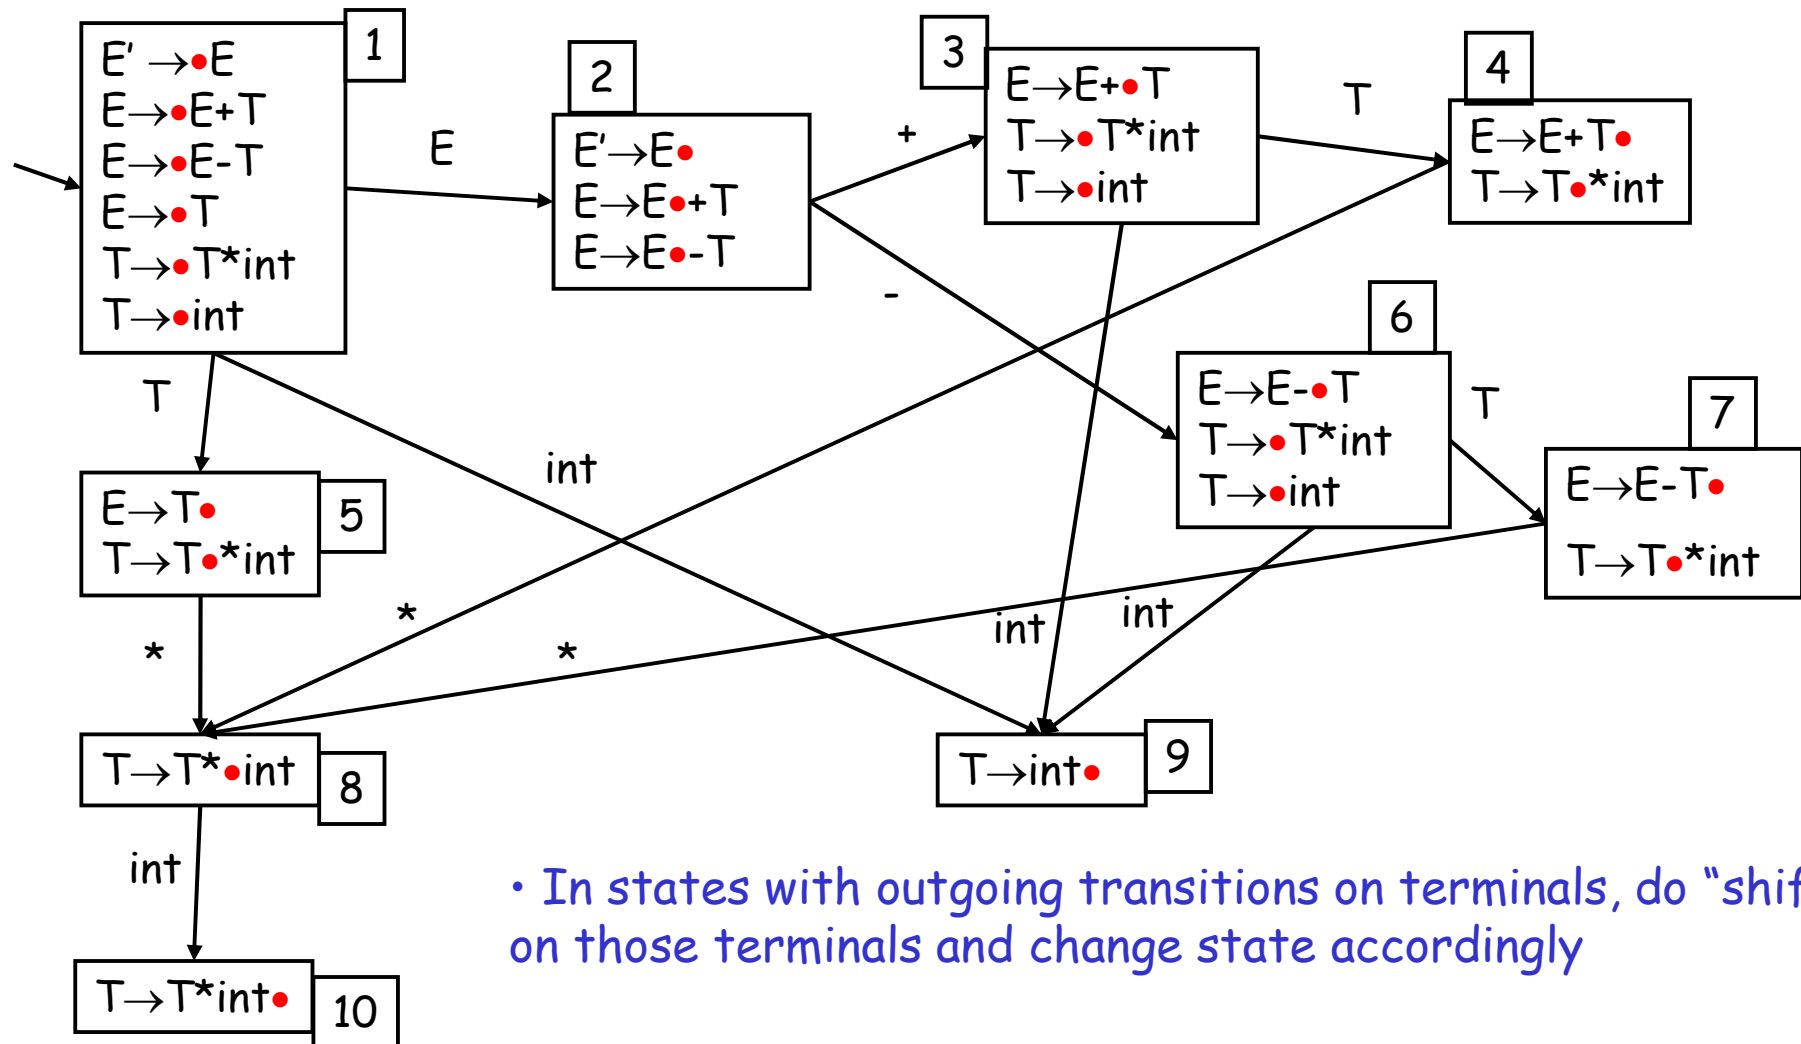 1
E' →•E
E→•E+T
E→•E-T
E→•T
T→•T*int
T→•int
E
2
E'→E•
E→E•+T
E→E•-T
+
-
3
E→E+•T
T→•T*int
T→•int
T
4
E→E+T•
T→T•*int
6
E→E-•T
T→•T*int
T→•int
T
7
E→E-T•
T→T•*int
T
int
5
E→T•
T→T•*int
*
*
*
int
int
8
T→T*•int
9
T→int•
int
10
T→T*int•
• In states with outgoing transitions on terminals, do “shif
on those terminals and change state accordingly